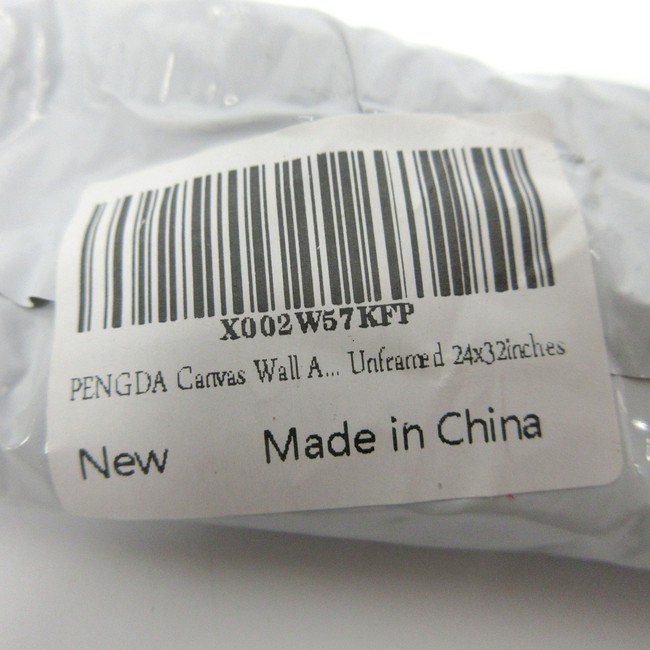 X002W57KFP
PENGDA Canvas Wall A... Unframed 24x32inches
New Made in China